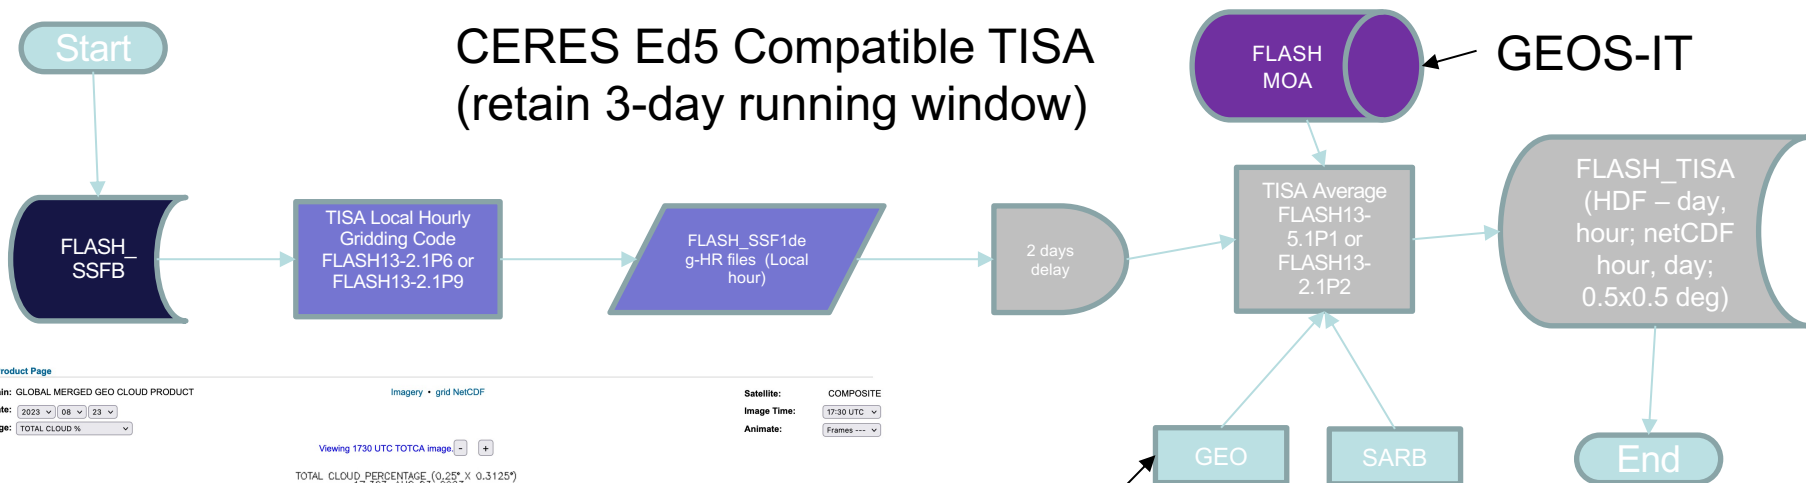 Start
CERES Ed5 Compatible TISA
(retain 3-day running window)
FLASH
MOA
GEOS-IT
FLASH_
SSFB
TISA Local Hourly
Gridding Code
FLASH13-2.1P6 or
FLASH13-2.1P9
FLASH_SSF1de
g-HR files (Local
hour)
2 days
delay
TISA Average
FLASH13-
5.1P1 or
FLASH13-
2.1P2
FLASH_TISA
(HDF – day,
hour; netCDF
hour, day;
0.5x0.5 deg)
roduct Page
in: GLOBAL MERGED GEO CLOUD PRODUCT
Imagery • grid NetCDF
Satellite: COMPOSITE
te: 2023 08 23
Image Time: 17:30 UTC
ge: TOTAL CLOUD %
Animate: Frames ---
Viewing 1730 UTC TOTCA image. - +
TOTAL CLOUD PERCENTAGE (0.25° X 0.3125°)
GEO
SARB
End